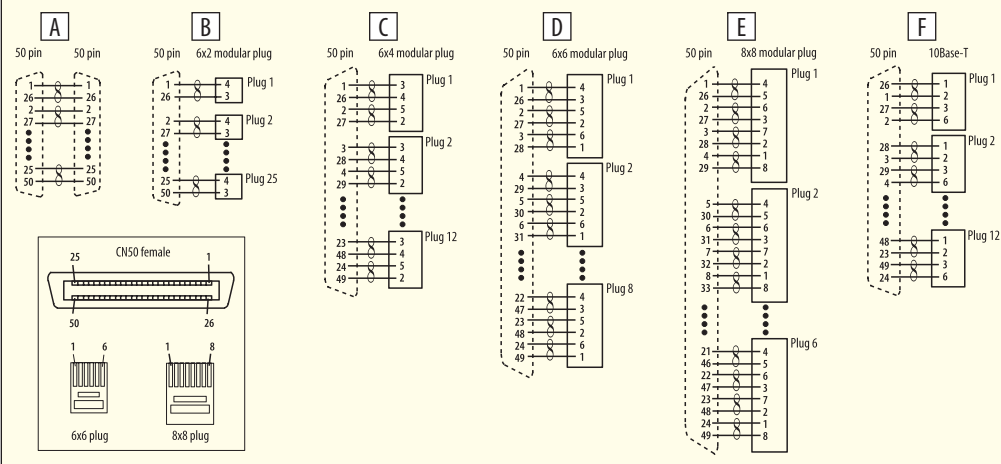 A
50 pin 50 pin
1 1
26 26
2 2
27 27
25 25
50 50
B
50 pin 6x2 modular plug
Plug 1
1 4
26 3
Plug 2
2 4
27 3
Plug 25
25 4
50 3
C
50 pin 6x4 modular plug
Plug 1
1 3
26 4
2 5
27 2
Plug 2
3 3
28 4
4 5
29 2
Plug 12
23 3
48 4
24 5
49 2
D
50 pin 6x6 modular plug
Plug 1
1 4
26 3
2 5
27 2
3 6
28 1
Plug 2
4 4
29 3
5 5
30 2
6 6
31 1
Plug 8
22 4
47 3
23 5
48 2
24 6
49 1
E
50 pin 8x8 modular plug
Plug 1
1 4
26 5
2 6
27 3
3 7
28 2
4 1
29 8
Plug 2
5 4
30 5
6 6
31 3
7 7
32 2
8 1
33 8
Plug 6
21 4
46 5
22 6
47 3
23 7
48 2
24 1
49 8
F
50 pin 10Base-T
Plug 1
26 1
1 2
27 3
2 6
Plug 2
28 1
3 2
29 3
4 6
Plug 12
48 1
23 2
49 3
24 6
CN50 female
25 1
50 26
1 6
6x6 plug
1 8
8x8 plug